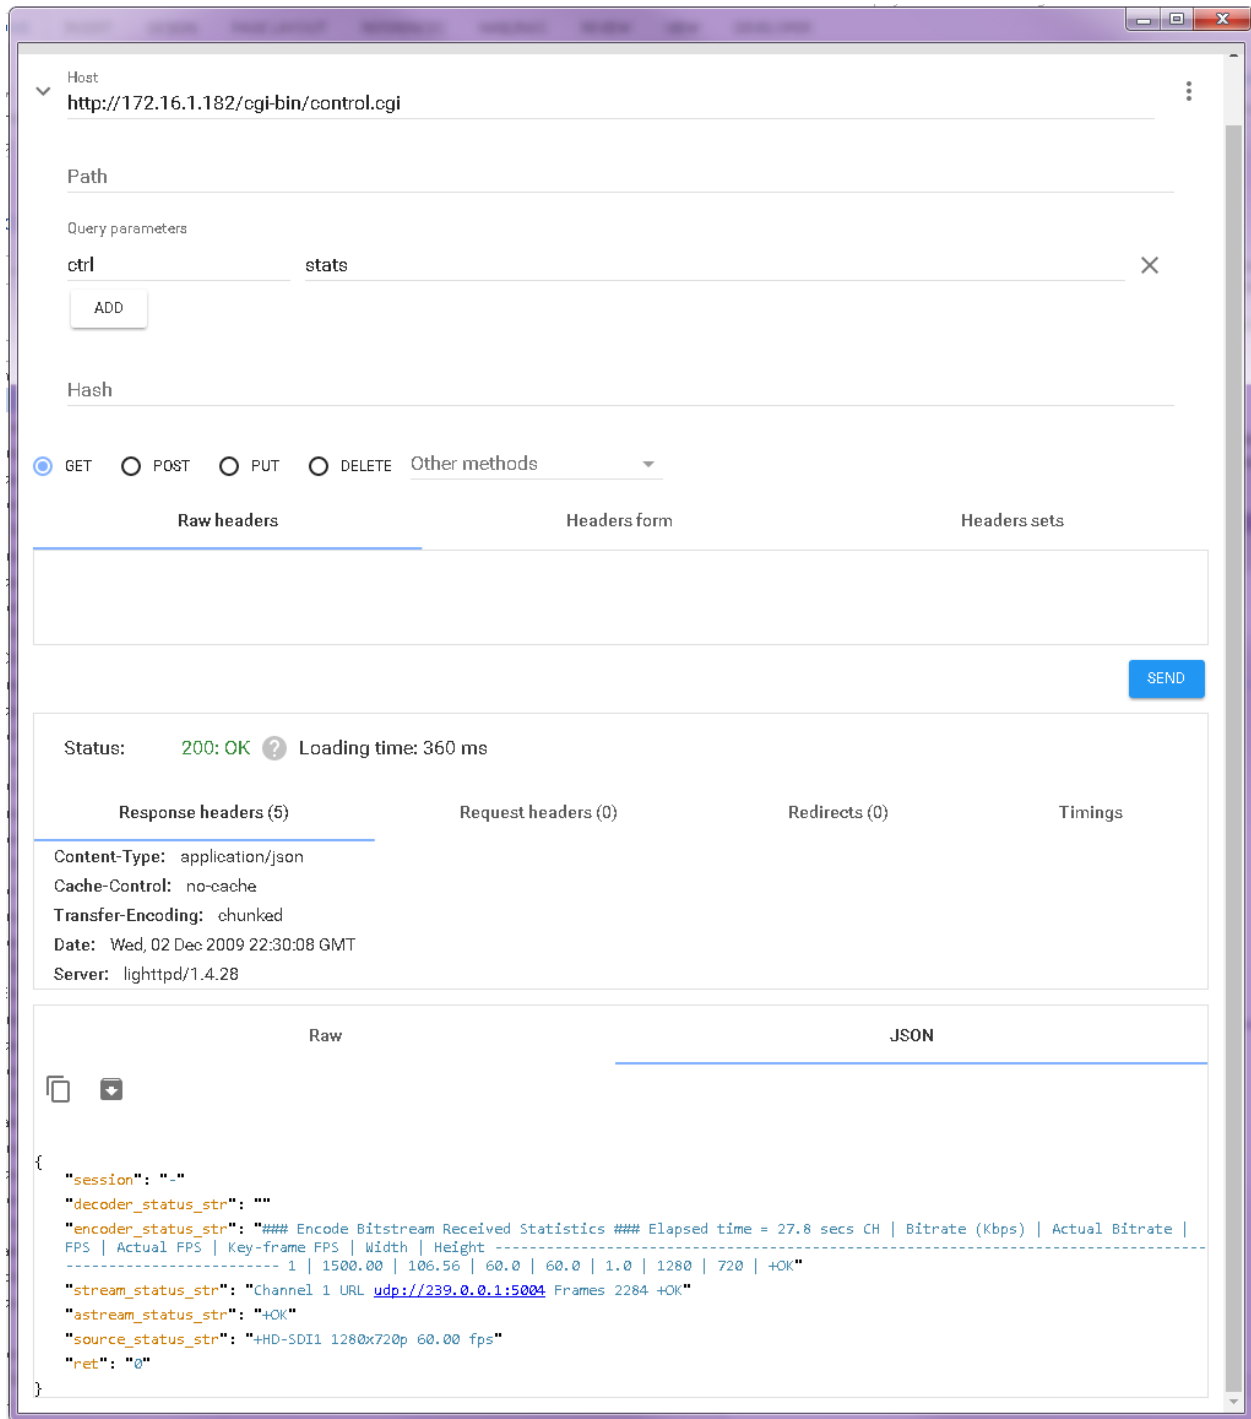 Host
http://172.16.1.182/cgi-bin/control.cgi
Path
Query parameters
ctrl stats
ADD
Hash
GET POST PUT DELETE Other methods
Raw headers Headers form Headers sets
SEND
Status: 200: OK ? Loading time: 360 ms
Response headers (5) Request headers (0) Redirects (0) Timings
Content-Type: application/json
Cache-Control: no-cache
Transfer-Encoding: chunked
Date: Wed, 02 Dec 2009 22:30:08 GMT
Server: lighttpd/1.4.28
Raw JSON
{
"session": "-"
"decoder_status_str": ""
"encoder_status_str": "### Encode Bitstream Received Statistics ### Elapsed time = 27.8 secs CH | Bitrate (Kbps) | Actual Bitrate |
FPS | Actual FPS | Key-frame FPS | Width | Height ------------------------------------------------------------------------------------------
--------------------------- 1 | 1500.00 | 106.56 | 60.0 | 60.0 | 1.0 | 1280 | 720 | +OK"
"stream_status_str": "Channel 1 URL udp://239.0.0.1:5004 Frames 2284 +OK"
"astream_status_str": "+OK"
"source_status_str": "+HD-SDI1 1280x720p 60.00 fps"
"ret": "0"
}